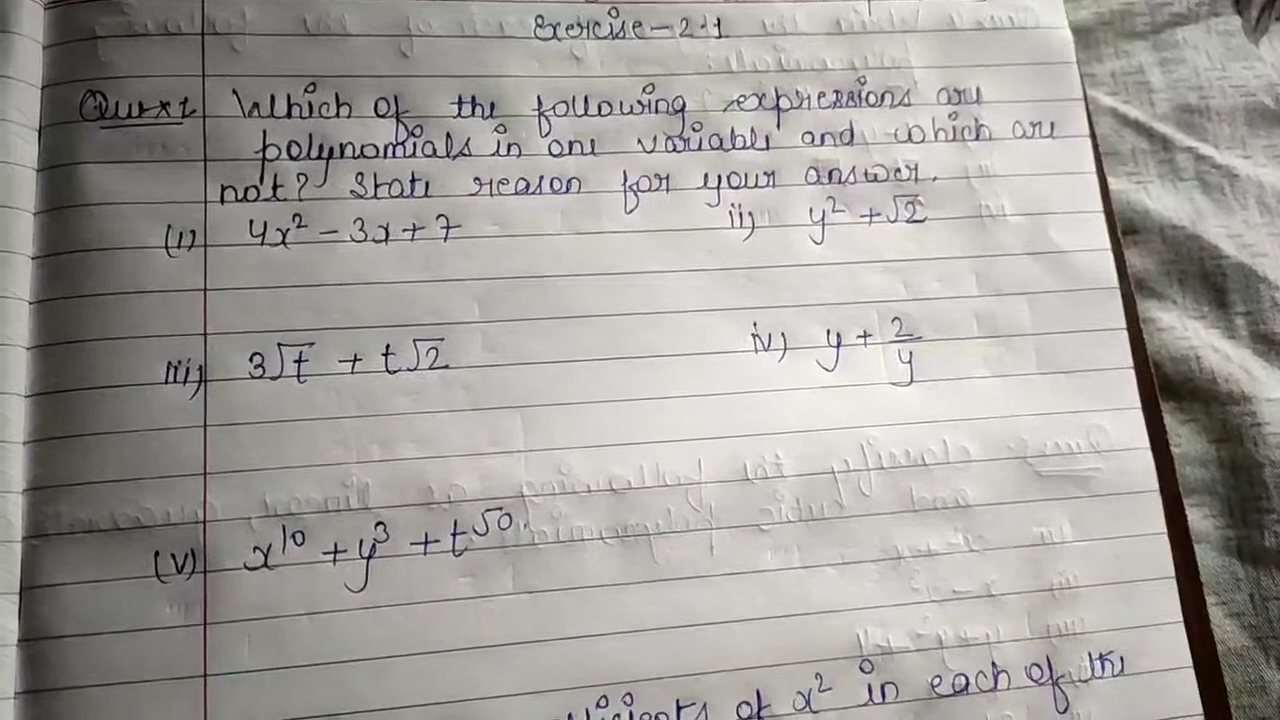 Exercise-2.1
Ques1 Which of the following expressions are
polynomials in one variable and which are
not? State reason for your answer.
(i) 4x² - 3x + 7 ii) y² + √2
iii) 3√t + t√2 iv) y + 2/y
(v) x¹⁰ + y³ + t^√0.
of x² in each of the